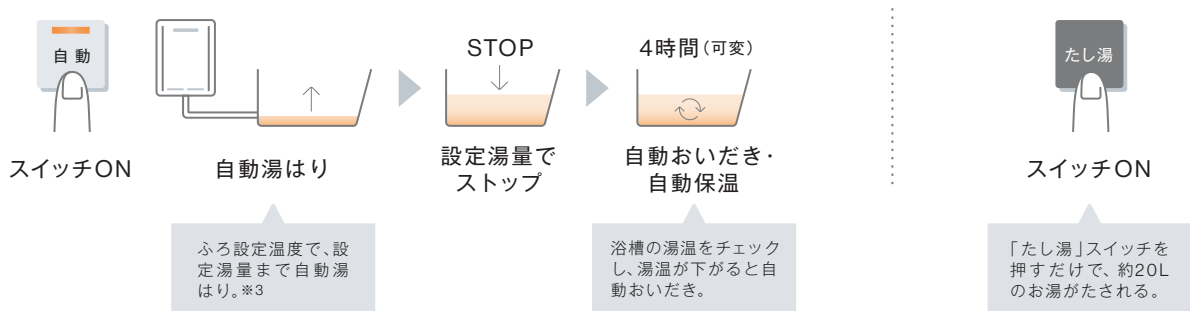 自動
スイッチON
自動湯はり
ふろ設定温度で、設
定湯量まで自動湯
はり。※3
STOP
設定湯量で
ストップ
4時間(可変)
自動おいだき・
自動保温
浴槽の湯温をチェック
し、湯温が下がると自
動おいだき。
たし湯
スイッチON
「たし湯」スイッチを
押すだけで、約20L
のお湯がたされる。